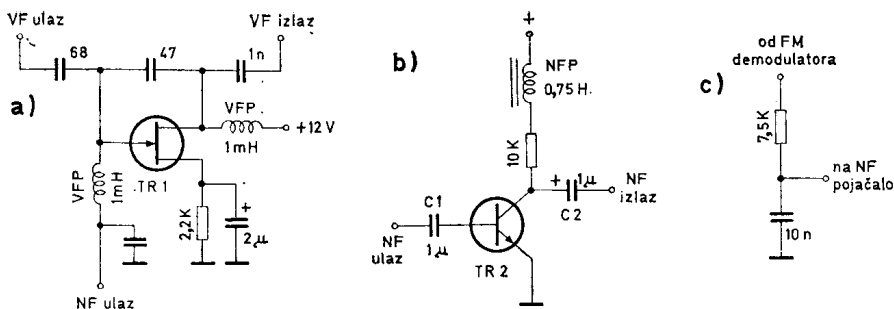 a)
VF ulaz
VF izlaz
68
47
1n
VFP
1mH
+12 V
VFP
1mH
TR 1
2,2K
+
2 µ
NF ulaz
b)
+
NFP
0,75 H.
10K
+
1µ
C2
NF
izlaz
C1
1µ
NF
ulaz
TR 2
c)
od FM
demodulatora
7,5K
na NF
pojačalo
10 n